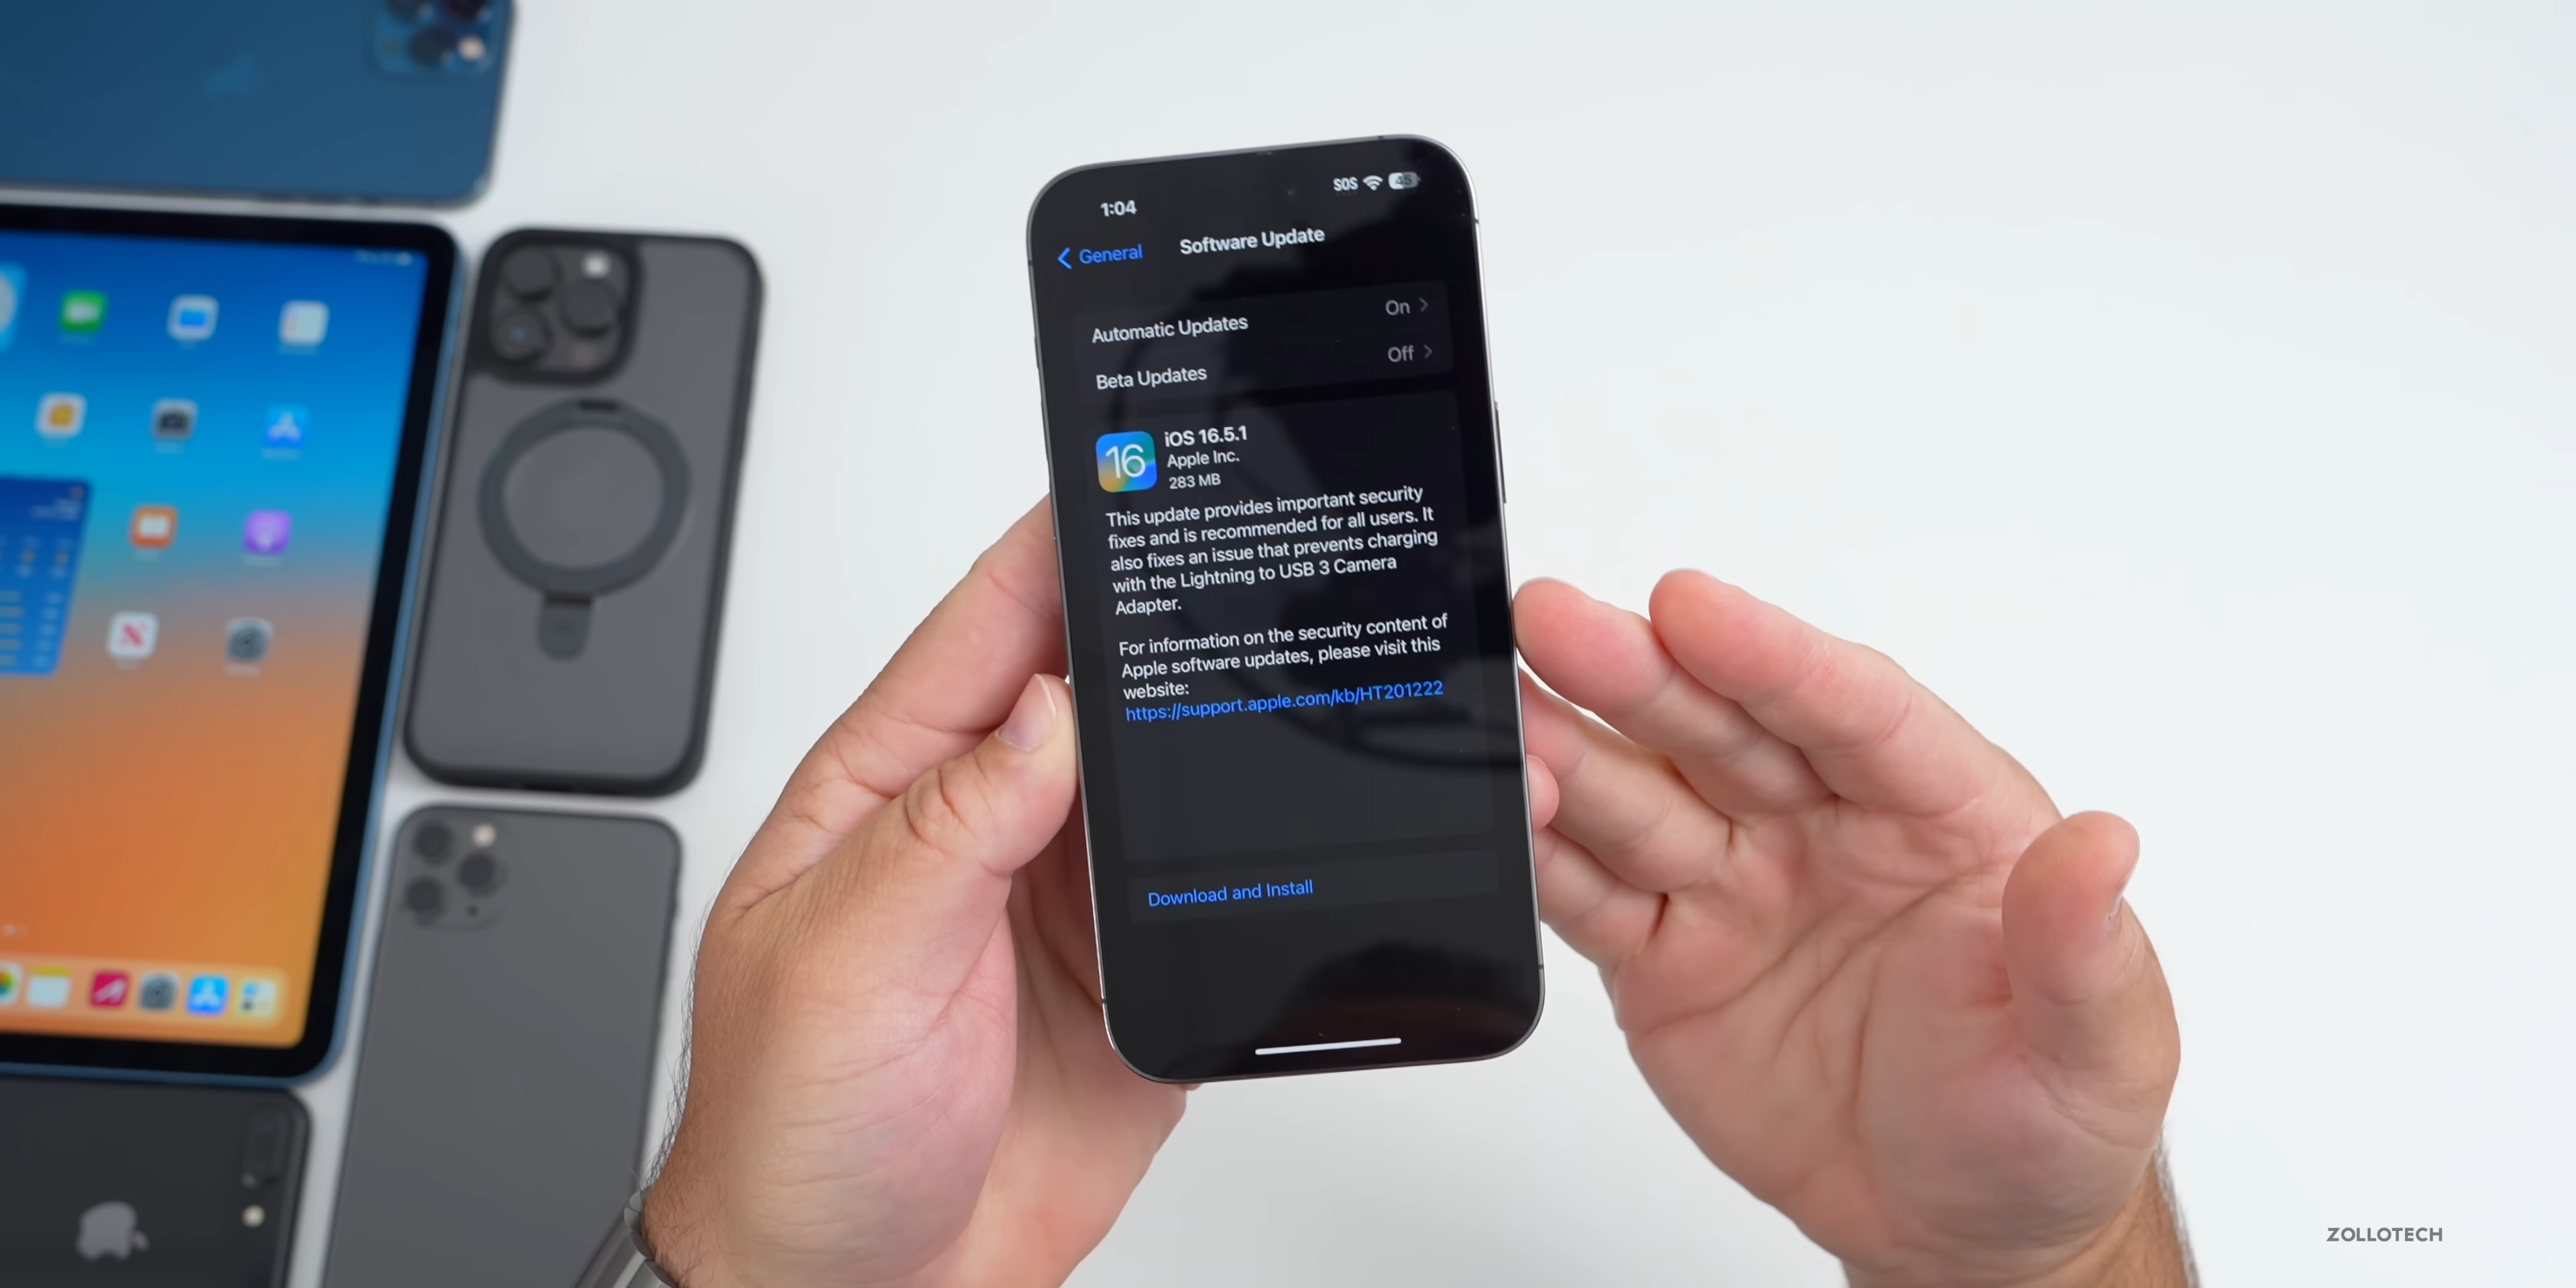 1:04
SOS
45
General
Software Update
Automatic Updates
On
Beta Updates
Off
16
iOS 16.5.1
Apple Inc.
283 MB
This update provides important security
fixes and is recommended for all users. It
also fixes an issue that prevents charging
with the Lightning to USB 3 Camera
Adapter.
For information on the security content of
Apple software updates, please visit this
website:
https://support.apple.com/kb/HT201222
Download and Install
ZOLLOTECH